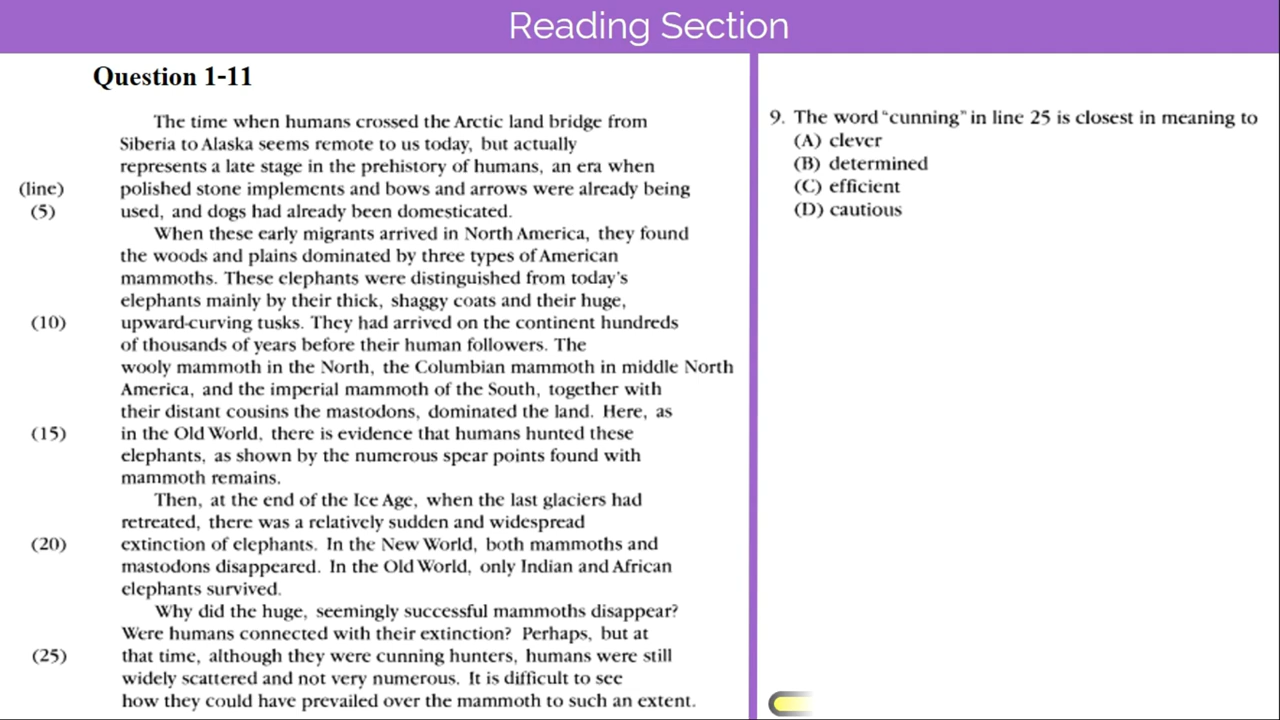 Reading Section
Question 1-11
The time when humans crossed the Arctic land bridge from
Siberia to Alaska seems remote to us today, but actually
represents a late stage in the prehistory of humans, an era when
(line) polished stone implements and bows and arrows were already being
(5) used, and dogs had already been domesticated.
When these early migrants arrived in North America, they found
the woods and plains dominated by three types of American
mammoths. These elephants were distinguished from today's
elephants mainly by their thick, shaggy coats and their huge,
(10) upward-curving tusks. They had arrived on the continent hundreds
of thousands of years before their human followers. The
wooly mammoth in the North, the Columbian mammoth in middle North
America, and the imperial mammoth of the South, together with
their distant cousins the mastodons, dominated the land. Here, as
(15) in the Old World, there is evidence that humans hunted these
elephants, as shown by the numerous spear points found with
mammoth remains.
Then, at the end of the Ice Age, when the last glaciers had
retreated, there was a relatively sudden and widespread
(20) extinction of elephants. In the New World, both mammoths and
mastodons disappeared. In the Old World, only Indian and African
elephants survived.
Why did the huge, seemingly successful mammoths disappear?
Were humans connected with their extinction? Perhaps, but at
(25) that time, although they were cunning hunters, humans were still
widely scattered and not very numerous. It is difficult to see
how they could have prevailed over the mammoth to such an extent.
9. The word "cunning" in line 25 is closest in meaning to
(A) clever
(B) determined
(C) efficient
(D) cautious